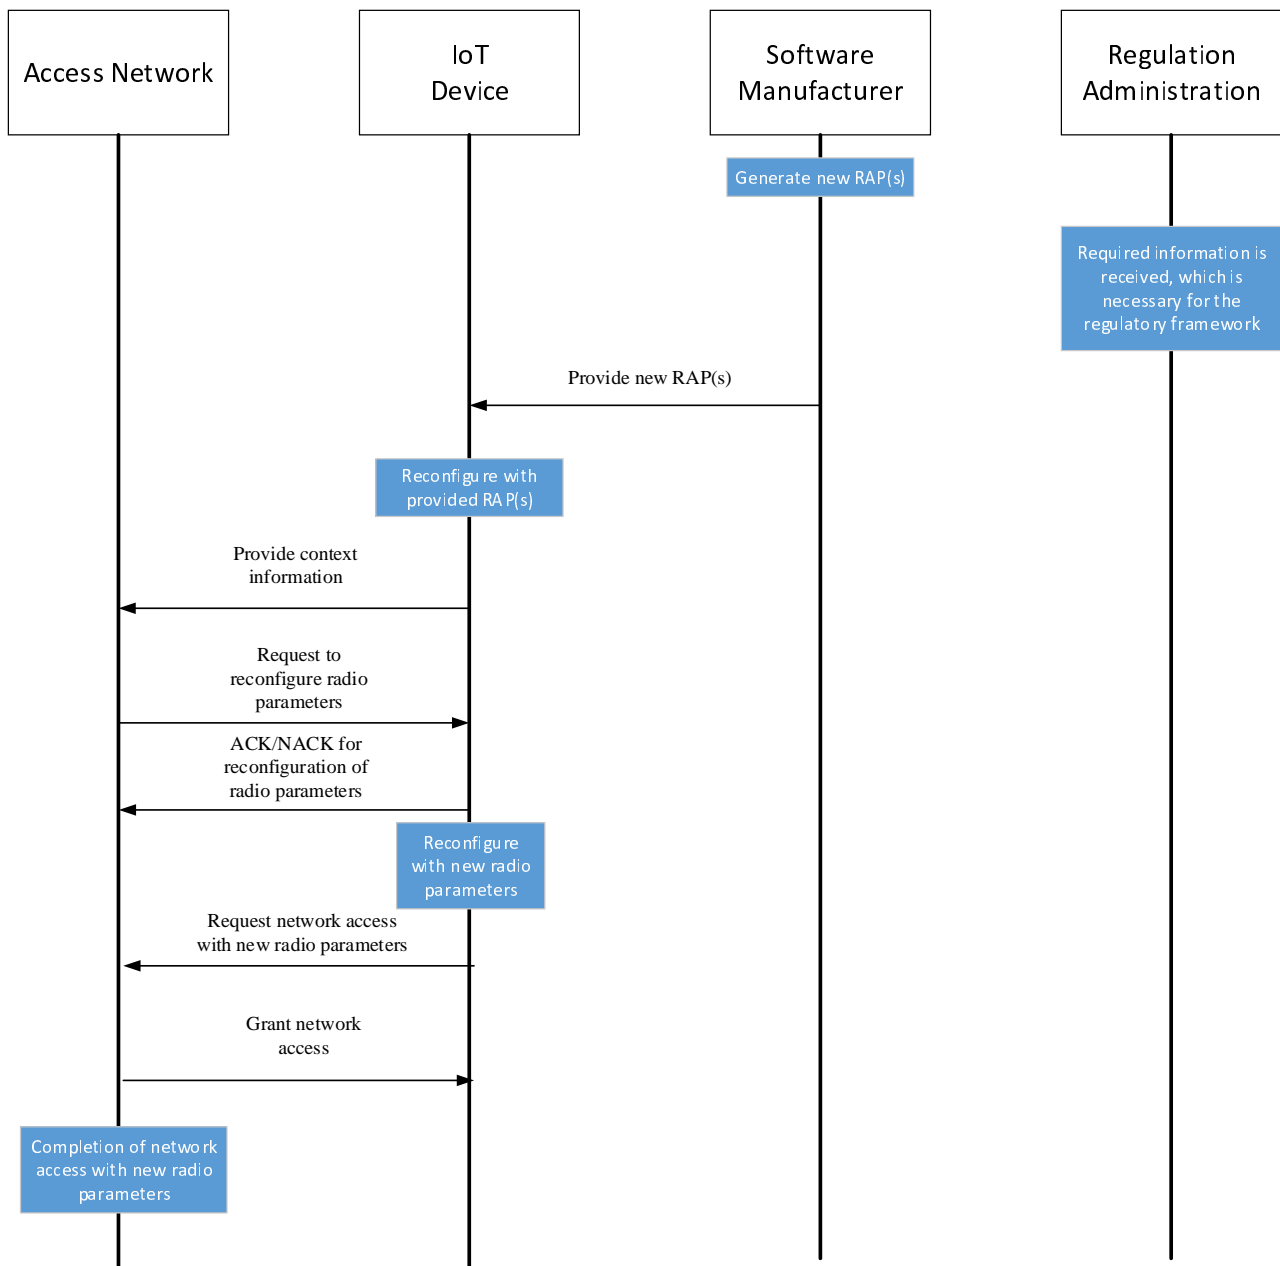 Access Network
IoT
Device
Software
Manufacturer
Regulation
Administration
Generate new RAP(s)
Required information is
received, which is
necessary for the
regulatory framework
Provide new RAP(s)
Reconfigure with
provided RAP(s)
Provide context
information
Request to
reconfigure radio
parameters
ACK/NACK for
reconfiguration of
radio parameters
Reconfigure
with new radio
parameters
Request network access
with new radio parameters
Grant network
access
Completion of network
access with new radio
parameters